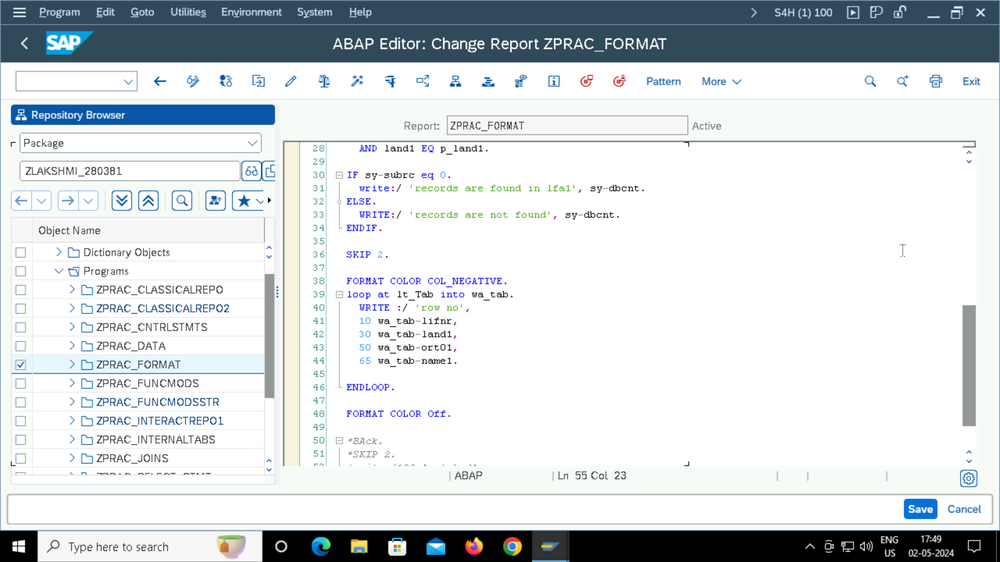 Program Edit Goto Utilities Environment System Help S4H (1) 100
SAP ABAP Editor: Change Report ZPRAC_FORMAT
Pattern More Exit
Repository Browser
Report: ZPRAC_FORMAT Active
Package
ZLAKSHMI_280381
Object Name
Dictionary Objects
Programs
ZPRAC_CLASSICALREPO
ZPRAC_CLASSICALREPO2
ZPRAC_CNTRLSTMTS
ZPRAC_DATA
ZPRAC_FORMAT
ZPRAC_FUNCMODS
ZPRAC_FUNCMODSSTR
ZPRAC_INTERACTREPO1
ZPRAC_INTERNALTABS
ZPRAC_JOINS
28 AND land1 EQ p_land1.
29
30 IF sy-subrc eq 0.
31 write:/ 'records are found in lfa1', sy-dbcnt.
32 ELSE.
33 WRITE:/ 'records are not found', sy-dbcnt.
34 ENDIF.
35
36 SKIP 2.
37
38 FORMAT COLOR COL_NEGATIVE.
39 loop at lt_Tab into wa_tab.
40 WRITE :/ 'row no',
41 10 wa_tab-lifnr,
42 30 wa_tab-land1,
43 50 wa_tab-ort01,
44 65 wa_tab-name1.
45
46 ENDLOOP.
47
48 FORMAT COLOR Off.
49
50 *BAck.
51 *SKIP 2.
ABAP Ln 55 Col 23
Save Cancel
Type here to search
ENG
US
17:49
02-05-2024